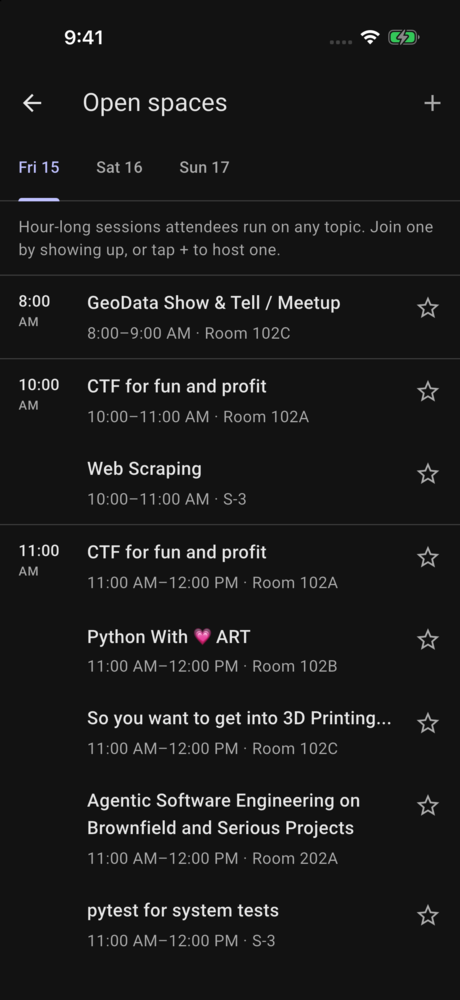 9:41
Open spaces
Fri 15 Sat 16 Sun 17
Hour-long sessions attendees run on any topic. Join one
by showing up, or tap + to host one.
8:00 GeoData Show & Tell / Meetup
AM 8:00–9:00 AM · Room 102C
10:00 CTF for fun and profit
AM 10:00–11:00 AM · Room 102A
Web Scraping
10:00–11:00 AM · S-3
11:00 CTF for fun and profit
AM 11:00 AM–12:00 PM · Room 102A
Python With 💗 ART
11:00 AM–12:00 PM · Room 102B
So you want to get into 3D Printing...
11:00 AM–12:00 PM · Room 102C
Agentic Software Engineering on
Brownfield and Serious Projects
11:00 AM–12:00 PM · Room 202A
pytest for system tests
11:00 AM–12:00 PM · S-3